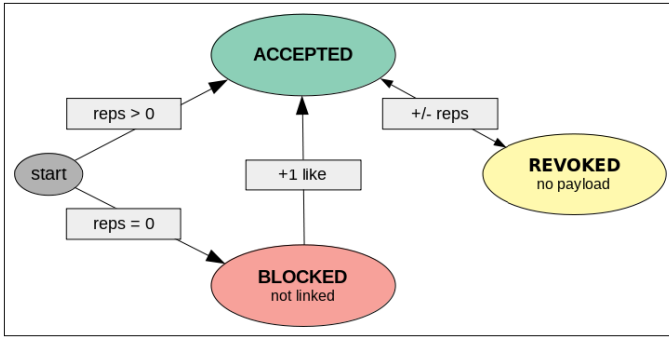 ACCEPTED
reps > 0
+/- reps
start
+1 like
REVOKED
no payload
reps = 0
BLOCKED
not linked